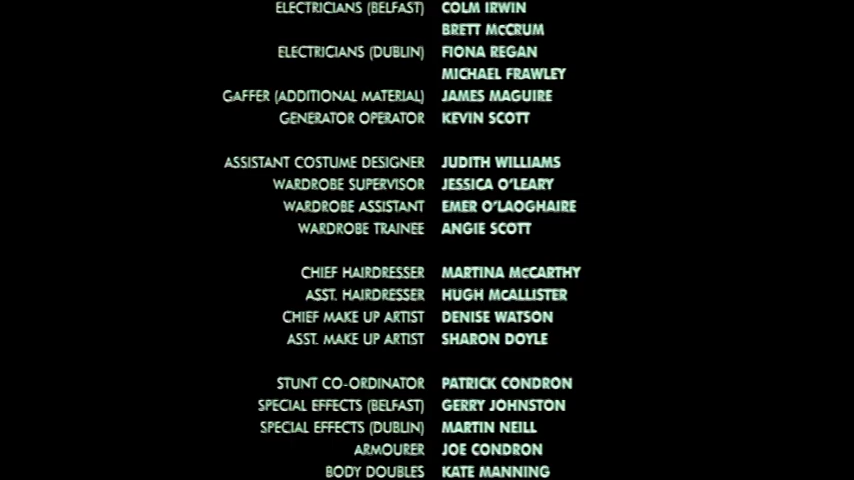 ELECTRICIANS (BELFAST) COLM IRWIN
BRETT McCRUM
ELECTRICIANS (DUBLIN) FIONA REGAN
MICHAEL FRAWLEY
GAFFER (ADDITIONAL MATERIAL) JAMES MAGUIRE
GENERATOR OPERATOR KEVIN SCOTT
ASSISTANT COSTUME DESIGNER JUDITH WILLIAMS
WARDROBE SUPERVISOR JESSICA O'LEARY
WARDROBE ASSISTANT EMER O'LAOGHAIRE
WARDROBE TRAINEE ANGIE SCOTT
CHIEF HAIRDRESSER MARTINA McCARTHY
ASST. HAIRDRESSER HUGH McALLISTER
CHIEF MAKE UP ARTIST DENISE WATSON
ASST. MAKE UP ARTIST SHARON DOYLE
STUNT CO-ORDINATOR PATRICK CONDRON
SPECIAL EFFECTS (BELFAST) GERRY JOHNSTON
SPECIAL EFFECTS (DUBLIN) MARTIN NEILL
ARMOURER JOE CONDRON
BODY DOUBLES KATE MANNING